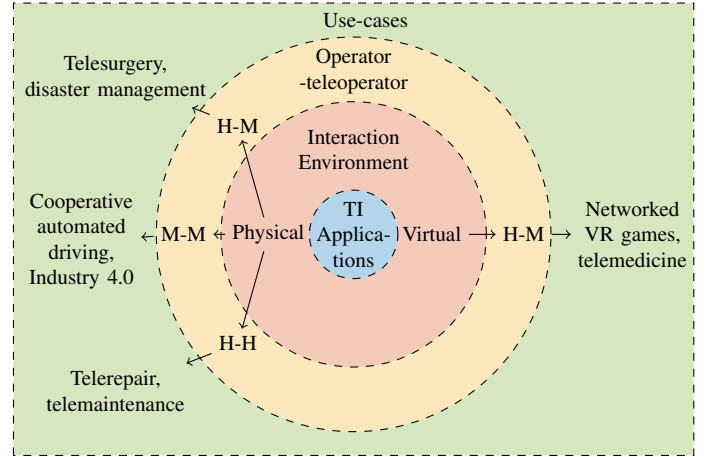 Use-cases
Operator
-teleoperator
Telesurgery,
disaster management
H-M
Interaction
Environment
Cooperative
automated
driving,
Industry 4.0
M-M
Physical
TI
Applica-
tions
Virtual
H-M
Networked
VR games,
telemedicine
H-H
Telerepair,
telemaintenance